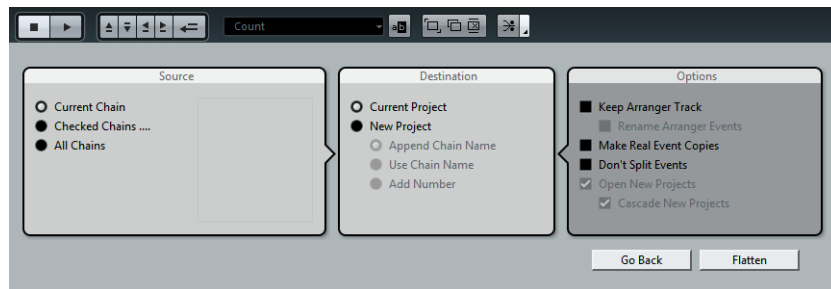 Count
ab
Source
Current Chain
Checked Chains ....
All Chains
Destination
Current Project
New Project
Append Chain Name
Use Chain Name
Add Number
Options
Keep Arranger Track
Rename Arranger Events
Make Real Event Copies
Don't Split Events
Open New Projects
Cascade New Projects
Go Back
Flatten